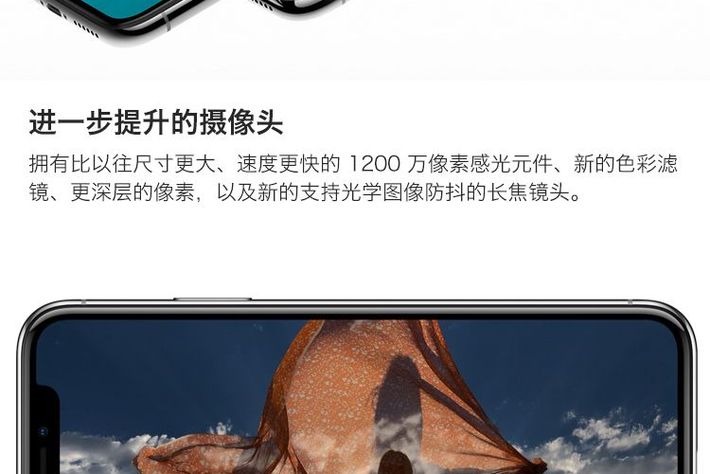 进一步提升的摄像头
拥有比以往尺寸更大、速度更快的 1200 万像素感光元件、新的色彩滤
镜、更深层的像素，以及新的支持光学图像防抖的长焦镜头。